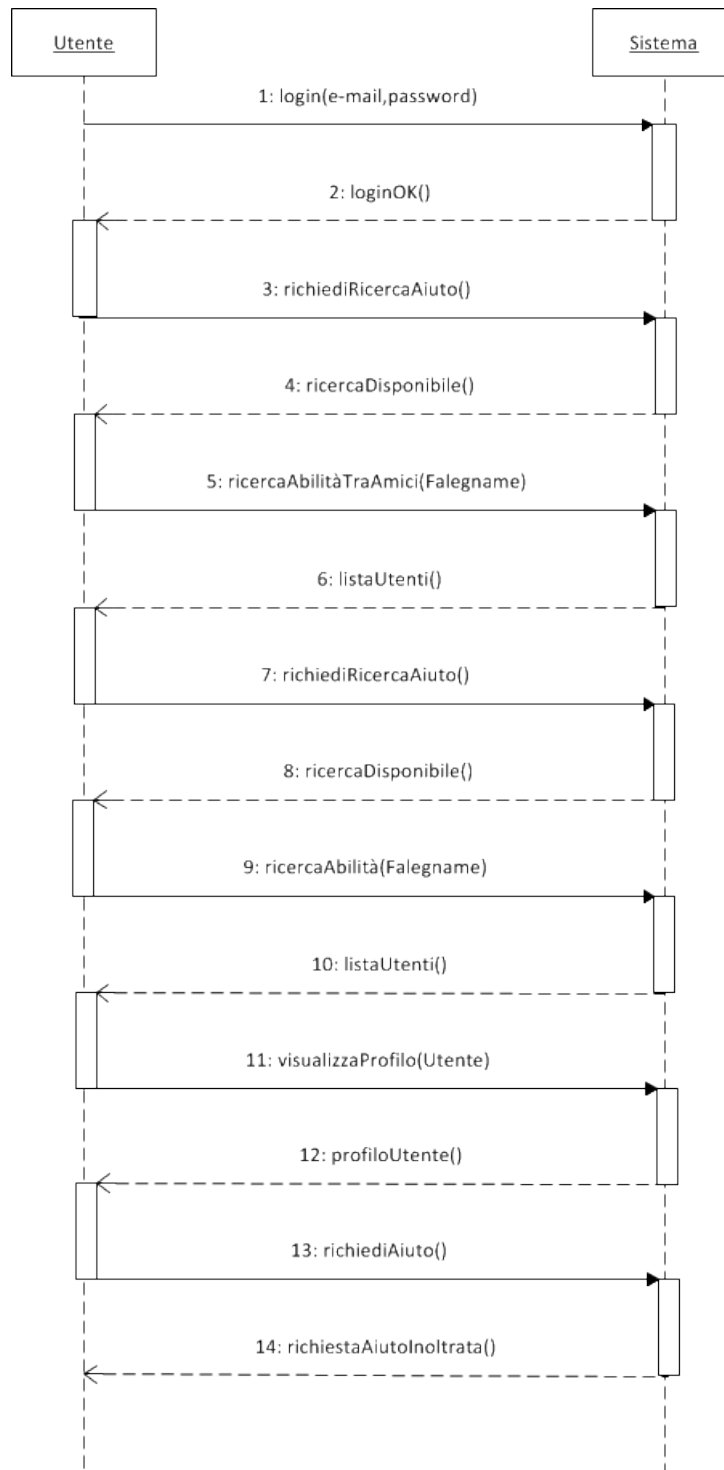 Utente
Sistema
1: login(e-mail,password)
2: loginOK()
3: richiediRicercaAiuto()
4: ricercaDisponibile()
5: ricercaAbilitàTraAmici(Falegname)
6: listaUtenti()
7: richiediRicercaAiuto()
8: ricercaDisponibile()
9: ricercaAbilità(Falegname)
10: listaUtenti()
11: visualizzaProfilo(Utente)
12: profiloUtente()
13: richiediAiuto()
14: richiestaAiutoInoltrata()